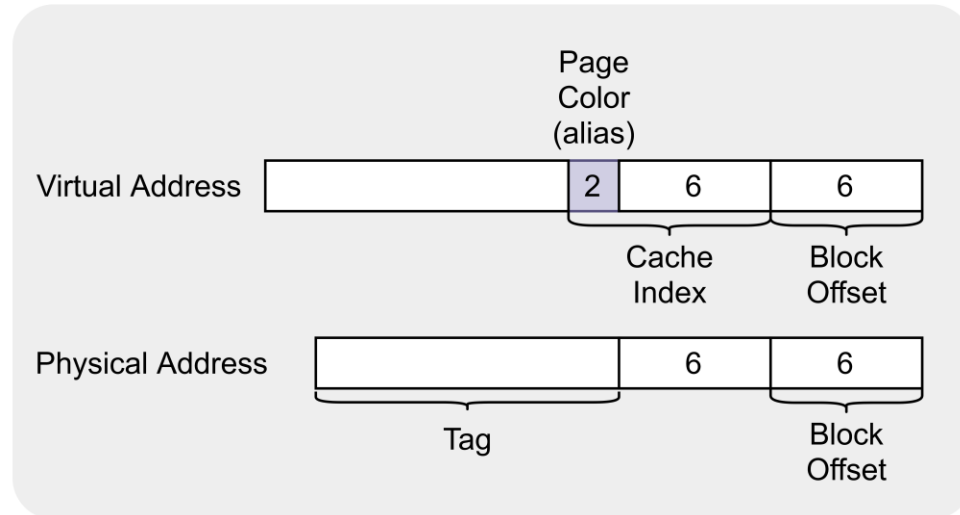 Page
Color
(alias)
Virtual Address
2
6
6
Cache
Index
Block
Offset
Physical Address
6
6
Tag
Block
Offset